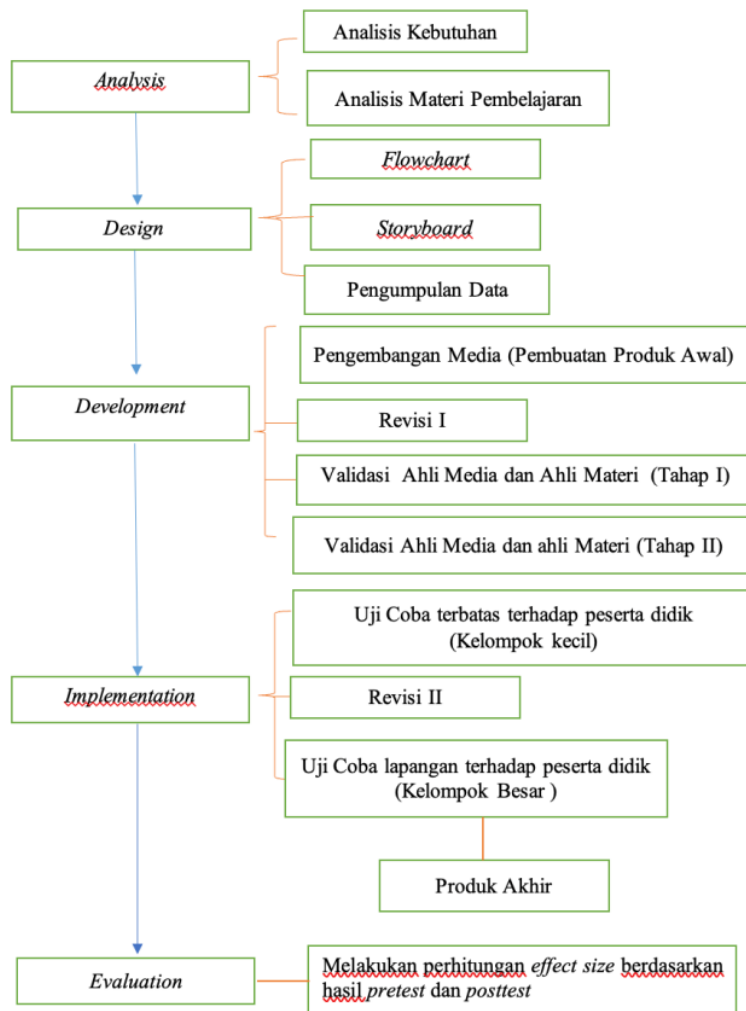 Analisis Kebutuhan
Analysis
Analisis Materi Pembelajaran
Flowchart
Design
Storyboard
Pengumpulan Data
Pengembangan Media (Pembuatan Produk Awal)
Development
Revisi I
Validasi Ahli Media dan Ahli Materi (Tahap I)
Validasi Ahli Media dan ahli Materi (Tahap II)
Uji Coba terbatas terhadap peserta didik
(Kelompok kecil)
Implementation
Revisi II
Uji Coba lapangan terhadap peserta didik
(Kelompok Besar )
Produk Akhir
Evaluation
Melakukan perhitungan effect size berdasarkan
hasil pretest dan posttest